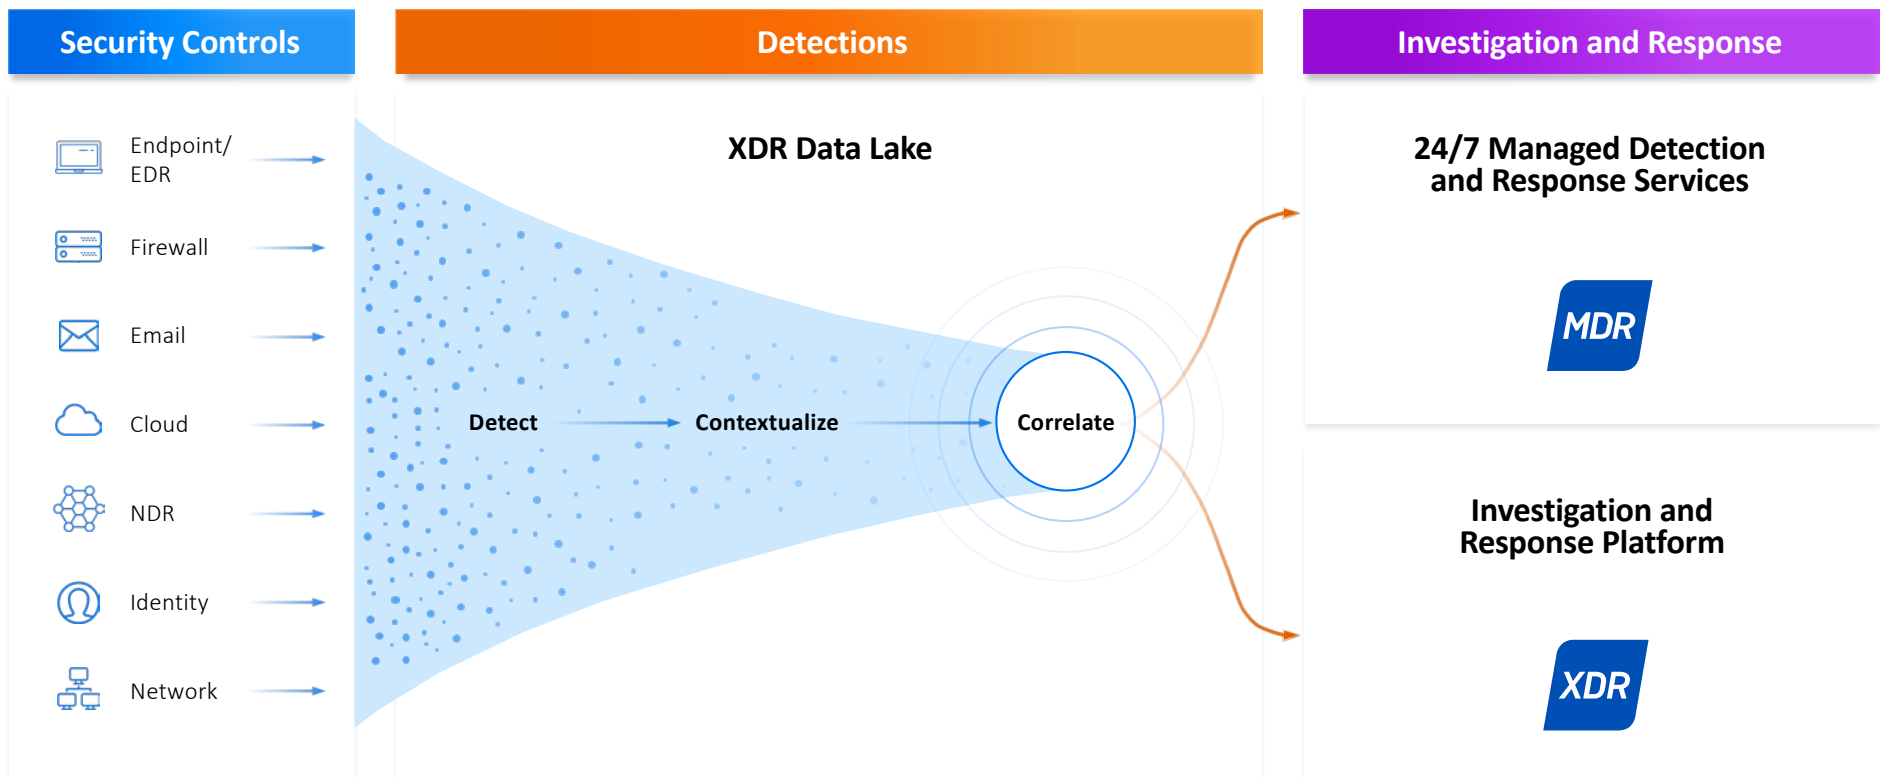 Security Controls
Detections
Investigation and Response
Endpoint/
EDR
Firewall
Email
Cloud
NDR
Identity
Network
XDR Data Lake
Detect
Contextualize
Correlate
24/7 Managed Detection
and Response Services
MDR
Investigation and
Response Platform
XDR